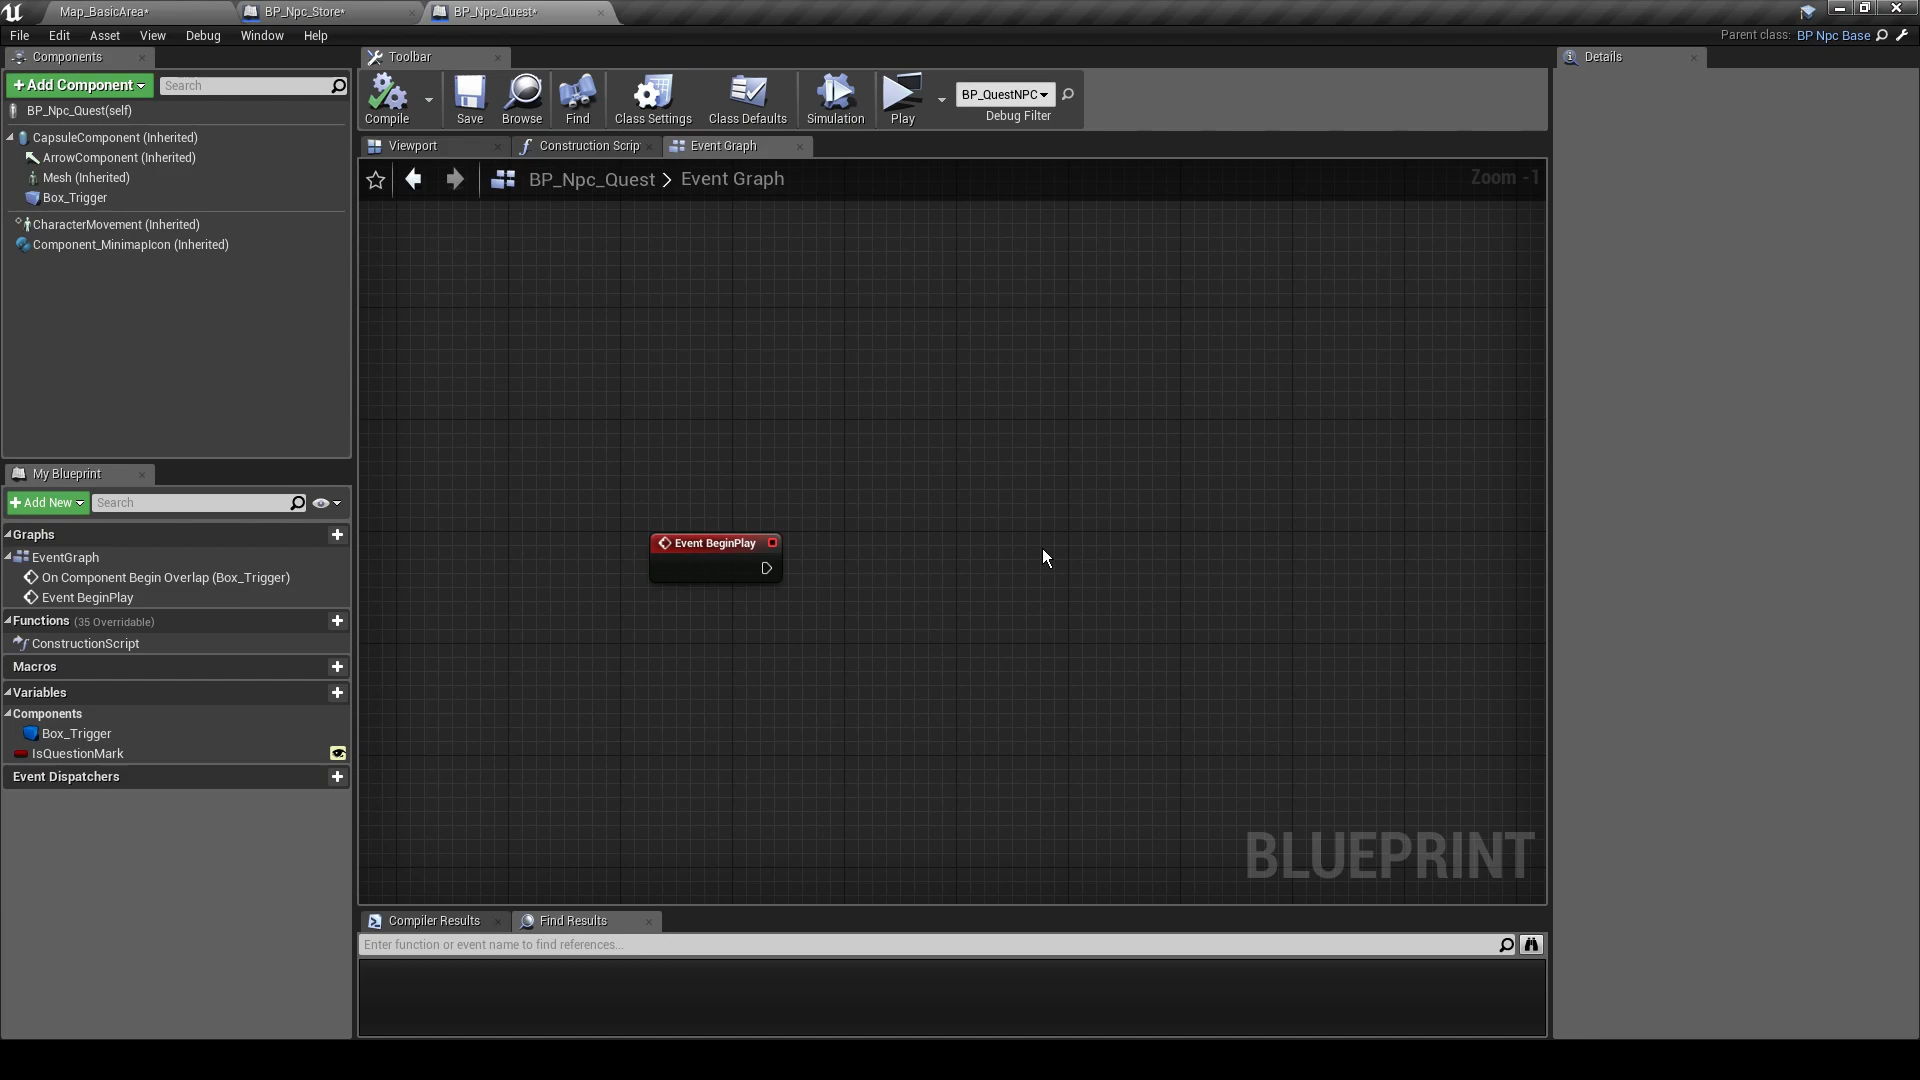 Map_BasicArea*
BP_Npc_Store*
BP_Npc_Quest*
File Edit Asset View Debug Window Help
Parent class: BP Npc Base
Components
Toolbar
Details
+Add Component
Search
BP_Npc_Quest(self)
CapsuleComponent (Inherited)
ArrowComponent (Inherited)
Mesh (Inherited)
Box_Trigger
CharacterMovement (Inherited)
Component_MinimapIcon (Inherited)
Compile
Save
Browse
Find
Class Settings
Class Defaults
Simulation
Play
BP_QuestNPC
Debug Filter
Viewport
Construction Scrip
Event Graph
BP_Npc_Quest > Event Graph
Zoom -1
Event BeginPlay
BLUEPRINT
My Blueprint
+Add New
Search
Graphs
EventGraph
On Component Begin Overlap (Box_Trigger)
Event BeginPlay
Functions (35 Overridable)
ConstructionScript
Macros
Variables
Components
Box_Trigger
IsQuestionMark
Event Dispatchers
Compiler Results
Find Results
Enter function or event name to find references...